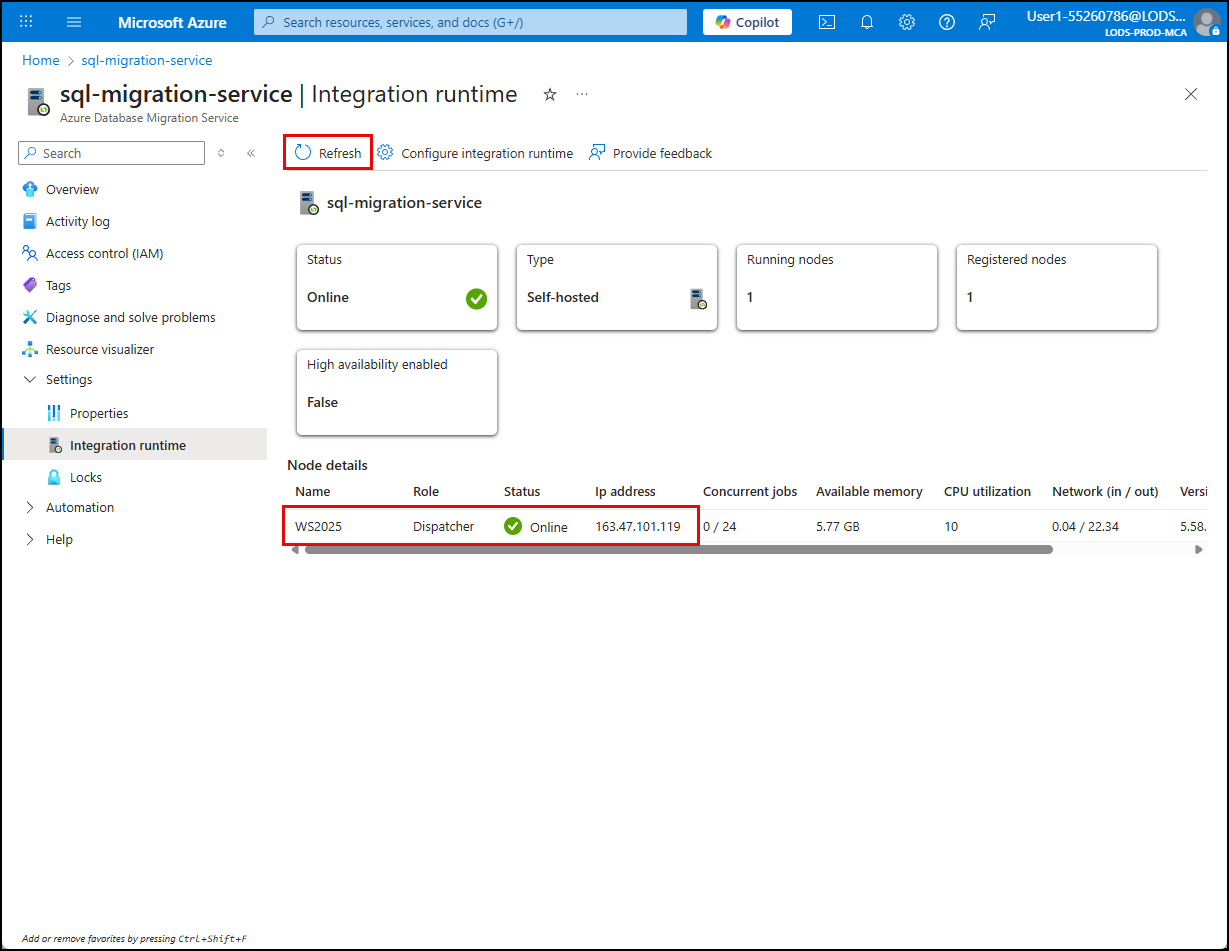 Microsoft Azure
Search resources, services, and docs (G+/)
Copilot
User1-55260786@LODS...
LODS-PROD-MCA
Home > sql-migration-service
sql-migration-service | Integration runtime
...
Azure Database Migration Service
Search
Refresh
Configure integration runtime
Provide feedback
Overview
Activity log
Access control (IAM)
Tags
Diagnose and solve problems
Resource visualizer
Settings
Properties
Integration runtime
Locks
Automation
Help
sql-migration-service
Status
Online
Type
Self-hosted
Running nodes
1
Registered nodes
1
High availability enabled
False
Node details
Name Role Status Ip address Concurrent jobs Available memory CPU utilization Network (in / out) Versi
WS2025 Dispatcher Online 163.47.101.119 0 / 24 5.77 GB 10 0.04 / 22.34 5.58.
Add or remove favorites by pressing Ctrl+Shift+F